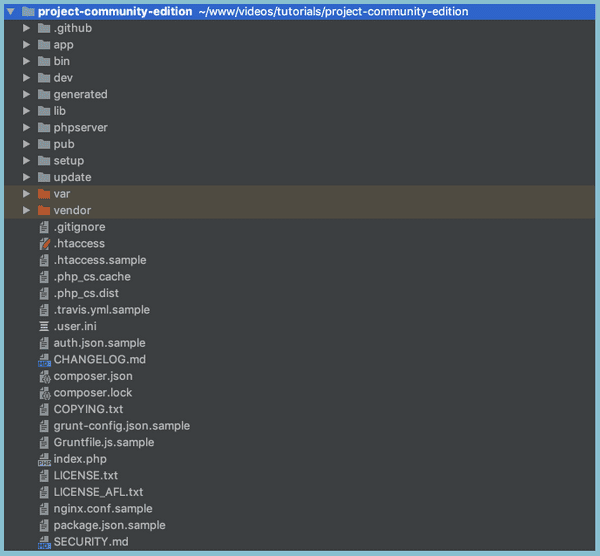 project-community-edition ~/www/videos/tutorials/project-community-edition
.github
app
bin
dev
generated
lib
phpserver
pub
setup
update
var
vendor
.gitignore
.htaccess
.htaccess.sample
.php_cs.cache
.php_cs.dist
.travis.yml.sample
.user.ini
auth.json.sample
CHANGELOG.md
composer.json
composer.lock
COPYING.txt
grunt-config.json.sample
Gruntfile.js.sample
index.php
LICENSE.txt
LICENSE_AFL.txt
nginx.conf.sample
package.json.sample
SECURITY.md